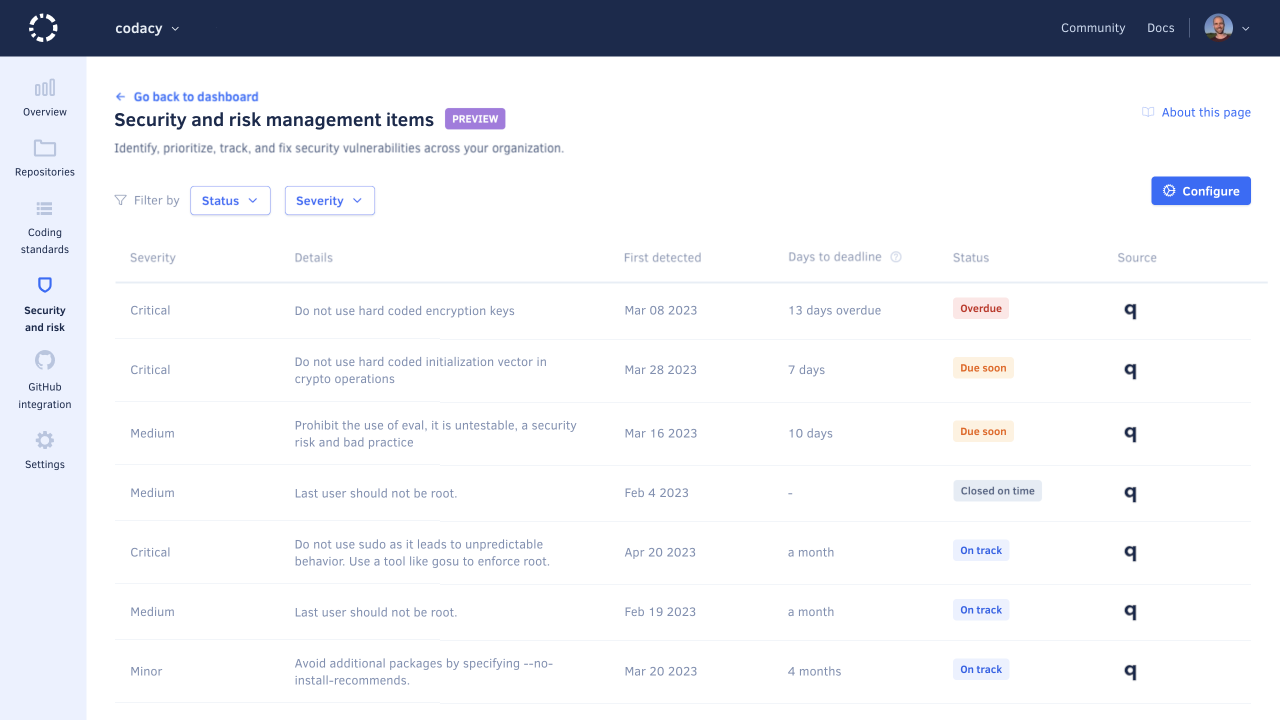 codacy
Community
Docs
Overview
Repositories
Coding
standards
Security
and risk
GitHub
integration
Settings
Go back to dashboard
Security and risk management items PREVIEW
About this page
Identify, prioritize, track, and fix security vulnerabilities across your organization.
Filter by Status Severity
Configure
Severity Details First detected Days to deadline ? Status Source
Critical Do not use hard coded encryption keys Mar 08 2023 13 days overdue Overdue q
Critical Do not use hard coded initialization vector in
crypto operations Mar 28 2023 7 days Due soon q
Medium Prohibit the use of eval, it is untestable, a security
risk and bad practice Mar 16 2023 10 days Due soon q
Medium Last user should not be root. Feb 4 2023 - Closed on time q
Critical Do not use sudo as it leads to unpredictable
behavior. Use a tool like gosu to enforce root. Apr 20 2023 a month On track q
Medium Last user should not be root. Feb 19 2023 a month On track q
Minor Avoid additional packages by specifying --no-
install-recommends. Mar 20 2023 4 months On track q